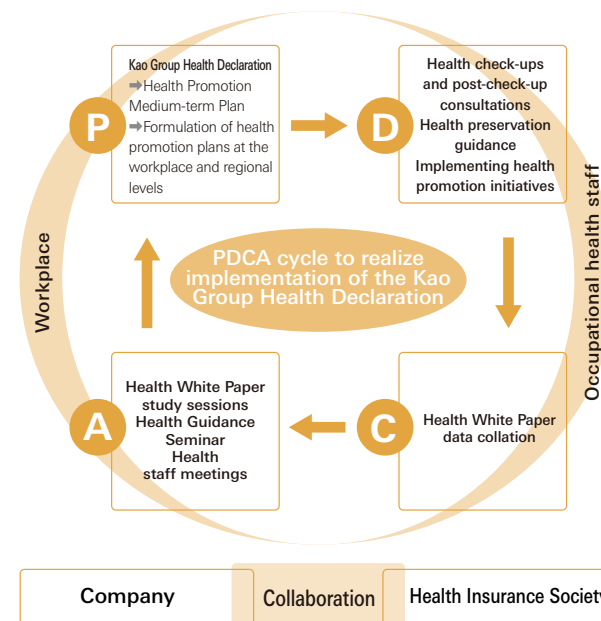 Kao Group Health Declaration
➡Health Promotion
Medium-term Plan
➡Formulation of health
promotion plans at the
workplace and regional
levels
P
D
Health check-ups
and post-check-up
consultations
Health preservation
guidance
Implementing health
promotion initiatives
Workplace
PDCA cycle to realize
implementation of the Kao
Group Health Declaration
Occupational health staff
A
Health White Paper
study sessions
Health Guidance
Seminar
Health
staff meetings
C
Health White Paper
data collation
Company
Collaboration
Health Insurance Society